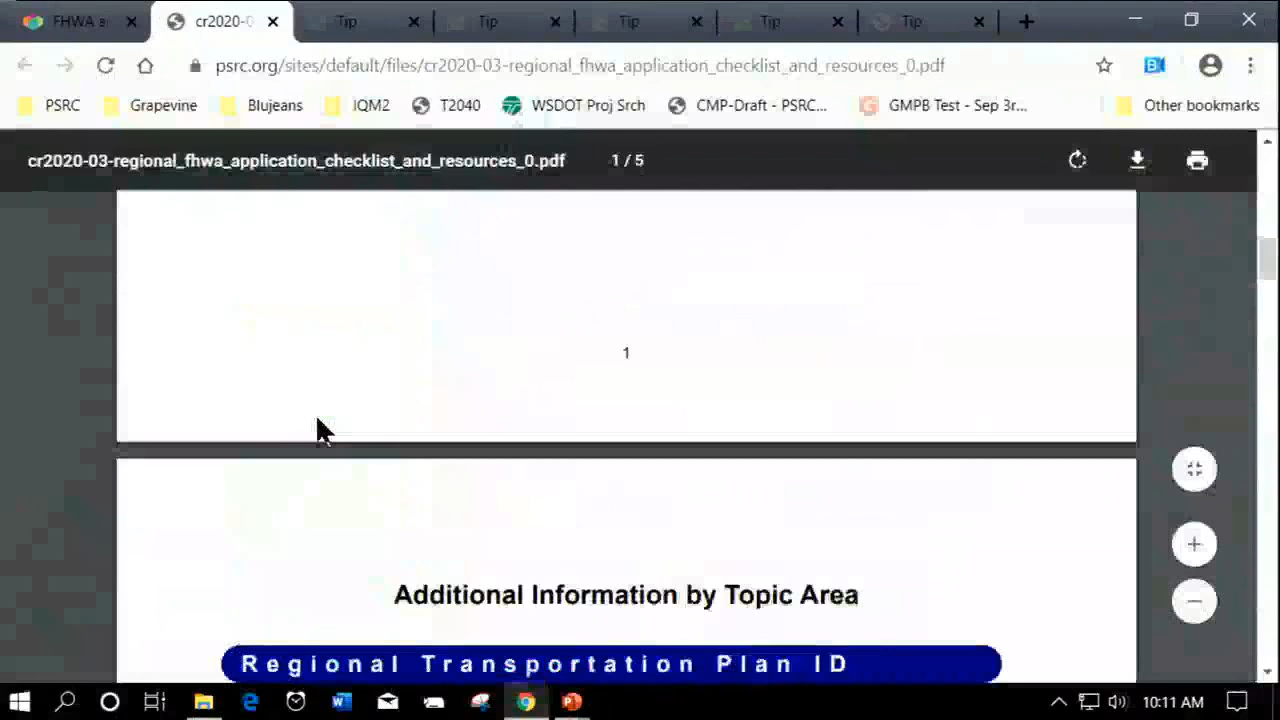 FHWA a
cr2020-0
Tip
Tip
Tip
Tip
Tip
psrc.org/sites/default/files/cr2020-03-regional_fhwa_application_checklist_and_resources_0.pdf
PSRC
Grapevine
Blujeans
IQM2
T2040
WSDOT Proj Srch
CMP-Draft - PSRC...
GMPB Test - Sep 3r...
Other bookmarks
cr2020-03-regional_fhwa_application_checklist_and_resources_0.pdf
1 / 5
1
Additional Information by Topic Area
Regional Transportation Plan ID
10:11 AM